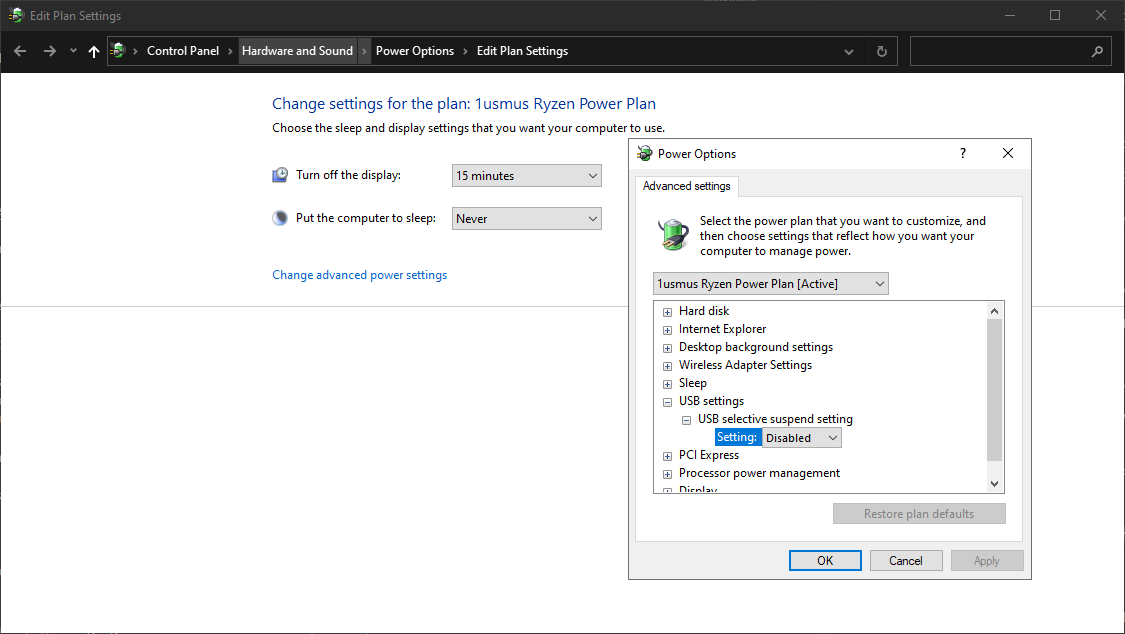 Edit Plan Settings
Control Panel > Hardware and Sound > Power Options > Edit Plan Settings
Change settings for the plan: 1usmus Ryzen Power Plan
Choose the sleep and display settings that you want your computer to use.
Turn off the display: 15 minutes
Put the computer to sleep: Never
Change advanced power settings
Power Options
?
Advanced settings
Select the power plan that you want to customize, and
then choose settings that reflect how you want your
computer to manage power.
1usmus Ryzen Power Plan [Active]
Hard disk
Internet Explorer
Desktop background settings
Wireless Adapter Settings
Sleep
USB settings
USB selective suspend setting
Setting: Disabled
PCI Express
Processor power management
Display
Restore plan defaults
OK Cancel Apply